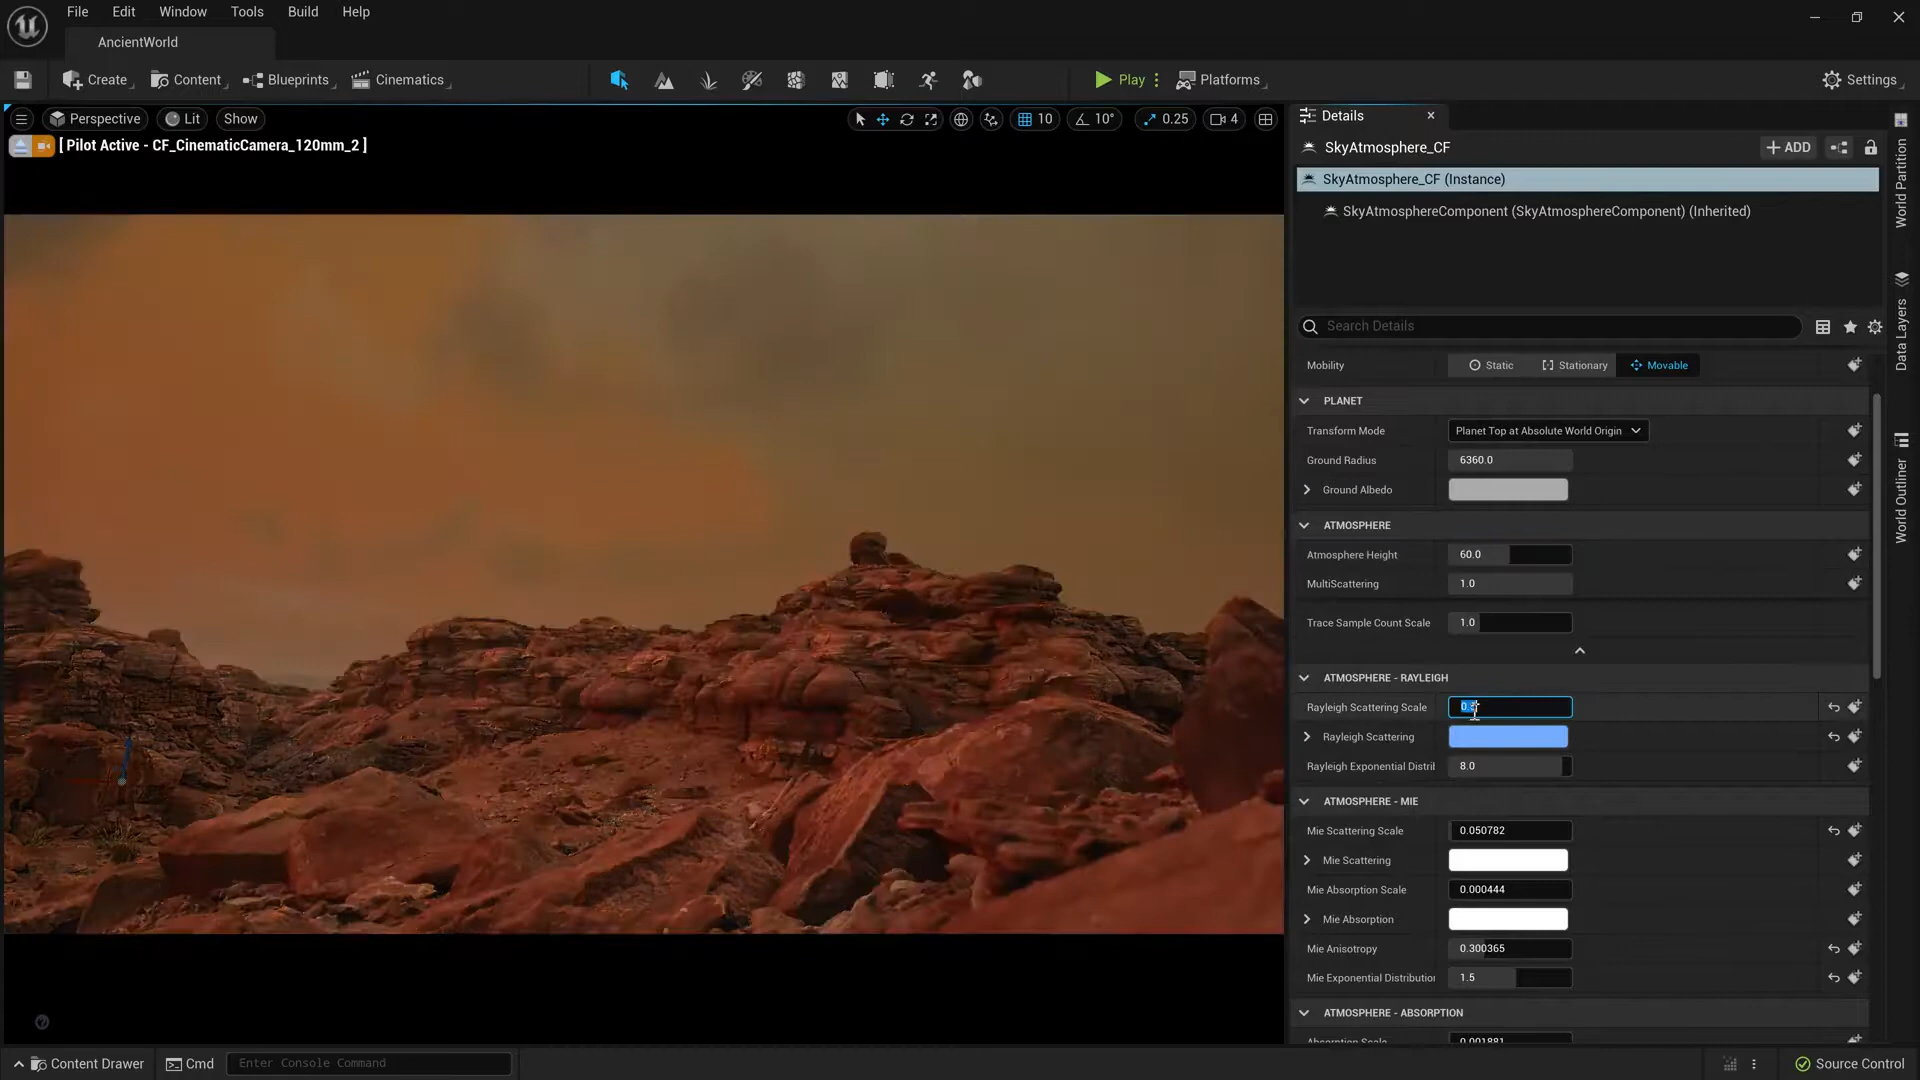 File Edit Window Tools Build Help
AncientWorld
Create Content Blueprints Cinematics Play Platforms Settings
Perspective Lit Show 10 10° 0.25 4
[ Pilot Active - CF_CinematicCamera_120mm_2 ]
Details
SkyAtmosphere_CF
+ ADD
SkyAtmosphere_CF (Instance)
SkyAtmosphereComponent (SkyAtmosphereComponent) (Inherited)
Search Details
Mobility Static Stationary Movable
PLANET
Transform Mode Planet Top at Absolute World Origin
Ground Radius 6360.0
Ground Albedo
ATMOSPHERE
Atmosphere Height 60.0
MultiScattering 1.0
Trace Sample Count Scale 1.0
ATMOSPHERE - RAYLEIGH
Rayleigh Scattering Scale
Rayleigh Scattering
Rayleigh Exponential Distrib 8.0
ATMOSPHERE - MIE
Mie Scattering Scale 0.050782
Mie Scattering
Mie Absorption Scale 0.000444
Mie Absorption
Mie Anisotropy 0.300365
Mie Exponential Distribution 1.5
ATMOSPHERE - ABSORPTION
Absorption Scale 0.001881
World Partition
Data Layers
World Outliner
Content Drawer Cmd Enter Console Command Source Control